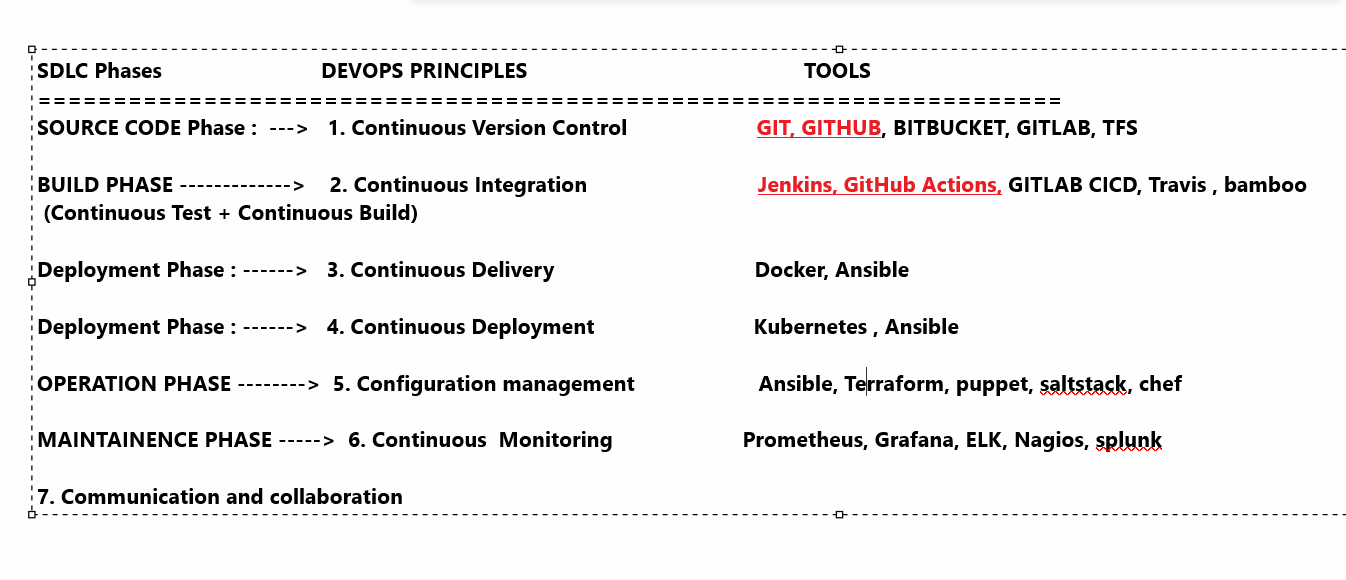 SDLC Phases DEVOPS PRINCIPLES TOOLS
=====================================================================
SOURCE CODE Phase : ---> 1. Continuous Version Control GIT, GITHUB, BITBUCKET, GITLAB, TFS
BUILD PHASE -------------> 2. Continuous Integration Jenkins, GitHub Actions, GITLAB CICD, Travis , bamboo
(Continuous Test + Continuous Build)
Deployment Phase : ------> 3. Continuous Delivery Docker, Ansible
Deployment Phase : ------> 4. Continuous Deployment Kubernetes , Ansible
OPERATION PHASE --------> 5. Configuration management Ansible, Terraform, puppet, saltstack, chef
MAINTAINENCE PHASE -----> 6. Continuous Monitoring Prometheus, Grafana, ELK, Nagios, splunk
7. Communication and collaboration